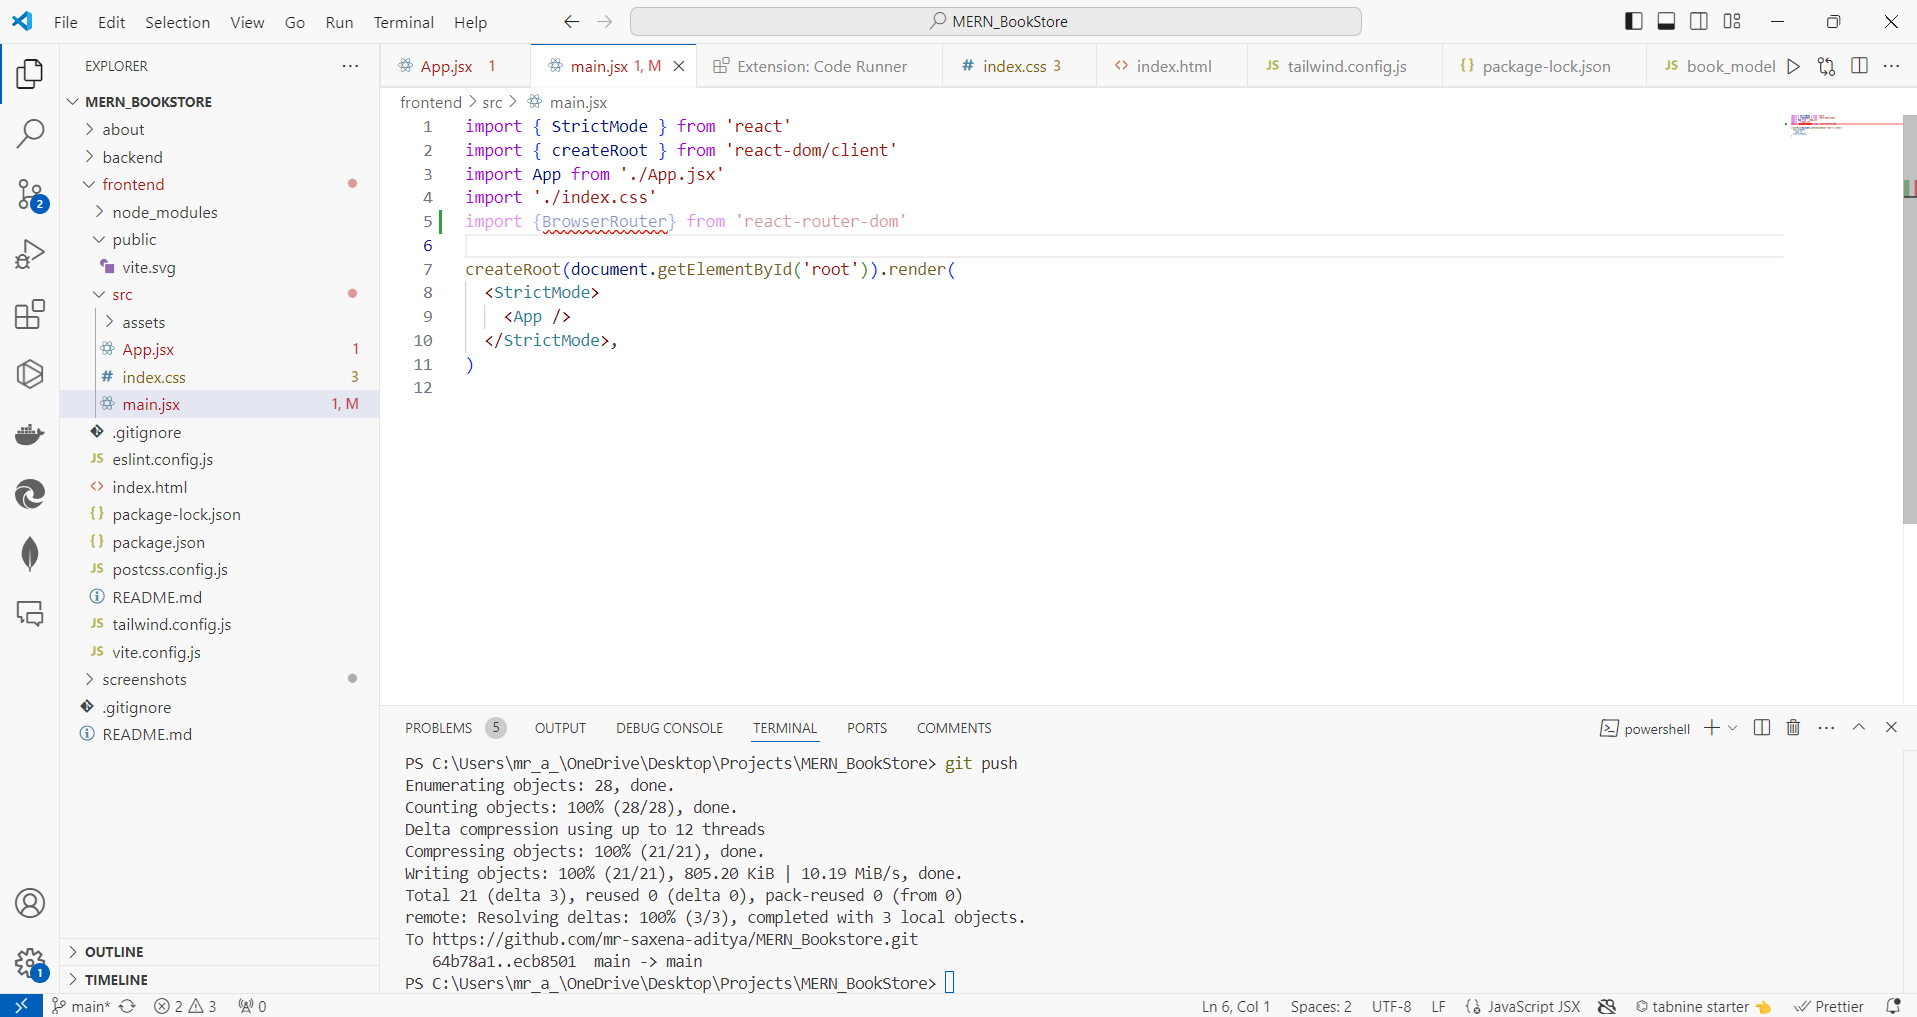 File Edit Selection View Go Run Terminal Help
MERN_BookStore
EXPLORER
MERN_BOOKSTORE
about
backend
frontend
node_modules
public
vite.svg
src
assets
App.jsx 1
index.css 3
main.jsx 1, M
.gitignore
JS eslint.config.js
index.html
{} package-lock.json
{} package.json
JS postcss.config.js
README.md
JS tailwind.config.js
JS vite.config.js
screenshots
.gitignore
README.md
OUTLINE
TIMELINE
2
1
App.jsx 1
main.jsx 1, M
Extension: Code Runner
# index.css 3
<> index.html
JS tailwind.config.js
{} package-lock.json
JS book_model
frontend > src > main.jsx
1 import { StrictMode } from 'react'
2 import { createRoot } from 'react-dom/client'
3 import App from './App.jsx'
4 import './index.css'
5 import {BrowserRouter} from 'react-router-dom'
6
7 createRoot(document.getElementById('root')).render(
8 <StrictMode>
9 <App />
10 </StrictMode>,
11 )
12
PROBLEMS 5 OUTPUT DEBUG CONSOLE TERMINAL PORTS COMMENTS
powershell
PS C:\Users\mr_a_\OneDrive\Desktop\Projects\MERN_BookStore> git push
Enumerating objects: 28, done.
Counting objects: 100% (28/28), done.
Delta compression using up to 12 threads
Compressing objects: 100% (21/21), done.
Writing objects: 100% (21/21), 805.20 KiB | 10.19 MiB/s, done.
Total 21 (delta 3), reused 0 (delta 0), pack-reused 0 (from 0)
remote: Resolving deltas: 100% (3/3), completed with 3 local objects.
To https://github.com/mr-saxena-aditya/MERN_Bookstore.git
64b78a1..ecb8501 main -> main
PS C:\Users\mr_a_\OneDrive\Desktop\Projects\MERN_BookStore>
main* 2 3 0
Ln 6, Col 1 Spaces: 2 UTF-8 LF {} JavaScript JSX tabnine starter Prettier